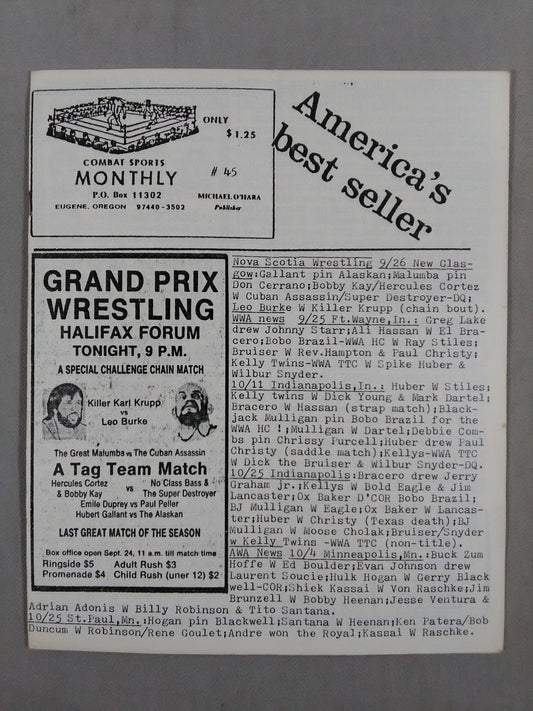 ONLY
$1.25
COMBAT SPORTS
MONTHLY
# 45
P.O. Box 11302
MICHAEL O'HARA
EUGENE, OREGON 97440-3502
Publisher
America's
best seller
GRAND PRIX
WRESTLING
HALIFAX FORUM
TONIGHT, 9 P.M.
A SPECIAL CHALLENGE CHAIN MATCH
Killer Karl Krupp
vs
Leo Burke
The Great Malumba vs The Cuban Assassin
A Tag Team Match
Hercules Cortez
& Bobby Kay
vs
No Class Bass &
The Super Destroyer
Emile Duprey vs Paul Peller
Hubert Gallant vs The Alaskan
LAST GREAT MATCH OF THE SEASON
Box office open Sept. 24, 11 a.m. till match time
Ringside $5 Adult Rush $3
Promenade $4 Child Rush (uner 12) $2
Nova Scotia Wrestling 9/26 New Glas-
gow:Gallant pin Alaskan;Malumba pin
Don Cerrano;Bobby Kay/Hercules Cortez
W Cuban Assassin/Super Destroyer-DQ;
Leo Burke W Killer Krupp (chain bout).
WWA news 9/25 Ft.Wayne,In.: Greg Lake
drew Johnny Starr;Ali Hassan W El Bra-
cero;Bobo Brazil-WWA HC W Ray Stiles;
Bruiser W Rev.Hampton & Paul Christy;
Kelly Twins-WWA TTC W Spike Huber &
Wilbur Snyder.
10/11 Indianapolis,In.: Huber W Stiles;
Kelly twins W Dick Young & Mark Dartel;
Bracero W Hassan (strap match);Black-
jack Mulligan pin Bobo Brazil for the
WWA HC !;Mulligan W Dartel;Debbie Com-
bs pin Chrissy Purcell;Huber drew Paul
Christy (saddle match);Kellys-WWA TTC
W Dick the Bruiser & Wilbur Snyder-DQ.
10/25 Indianapolis:Bracero drew Jerry
Graham jr.;Kellys W Bold Eagle & Jim
Lancaster;Ox Baker D'COR Bobo Brazil;
BJ Mulligan W Eagle;Ox Baker W Lancas-
ter;Huber W Christy (Texas death);BJ
Mulligan W Moose Cholak;Bruiser/Snyder
w Kelly Twins -WWA TTC (non-title).
AWA News 10/4 Minneapolis,Mn.:Buck Zum
Hoffe W Ed Boulder;Evan Johnson drew
Laurent Soucie;Hulk Hogan W Gerry Black
well-COR;Shiek Kassai W Von Raschke;Jim
Brunzell W Bobby Heenan;Jesse Ventura &
Adrian Adonis W Billy Robinson & Tito Santana.
10/25 St.Paul,Mn.:Hogan pin Blackwell;Santana W Heenan;Ken Patera/Bob
Duncum W Robinson/Rene Goulet;Andre won the Royal;Kassai W Raschke.